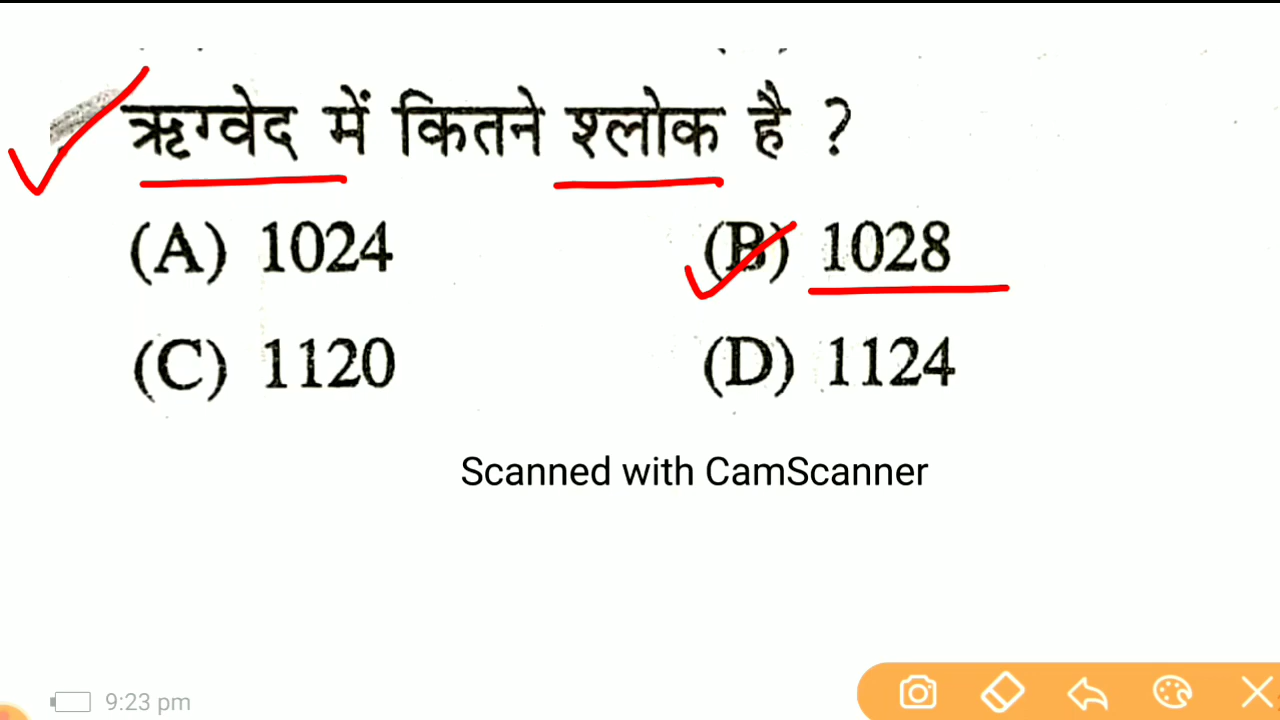 ऋग्वेद में कितने श्लोक है ?
(A) 1024 (B) 1028
(C) 1120 (D) 1124
Scanned with CamScanner
9:23 pm